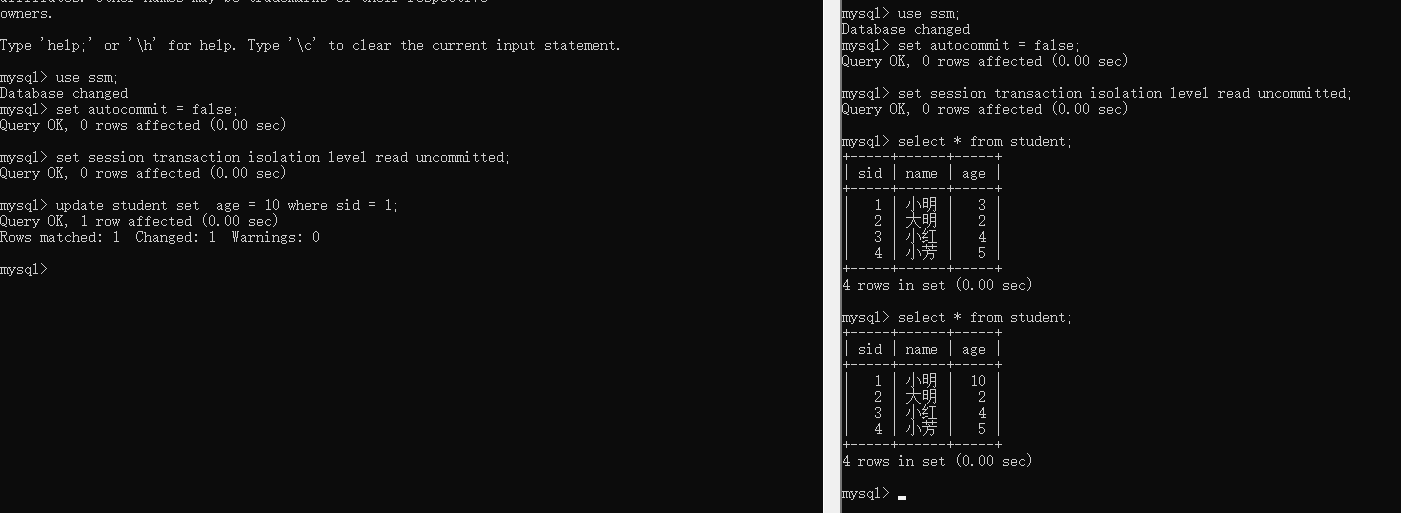 owners.
Type 'help;' or '\h' for help. Type '\c' to clear the current input statement.
mysql> use ssm;
Database changed
mysql> set autocommit = false;
Query OK, 0 rows affected (0.00 sec)
mysql> set session transaction isolation level read uncommitted;
Query OK, 0 rows affected (0.00 sec)
mysql> update student set  age = 10 where sid = 1;
Query OK, 1 row affected (0.00 sec)
Rows matched: 1  Changed: 1  Warnings: 0
mysql>
mysql> use ssm;
Database changed
mysql> set autocommit = false;
Query OK, 0 rows affected (0.00 sec)
mysql> set session transaction isolation level read uncommitted;
Query OK, 0 rows affected (0.00 sec)
mysql> select * from student;
+-----+------+-----+
| sid | name | age |
+-----+------+-----+
|   1 | 小明 |   3 |
|   2 | 大明 |   2 |
|   3 | 小红 |   4 |
|   4 | 小芳 |   5 |
+-----+------+-----+
4 rows in set (0.00 sec)
mysql> select * from student;
+-----+------+-----+
| sid | name | age |
+-----+------+-----+
|   1 | 小明 |  10 |
|   2 | 大明 |   2 |
|   3 | 小红 |   4 |
|   4 | 小芳 |   5 |
+-----+------+-----+
4 rows in set (0.00 sec)
mysql>